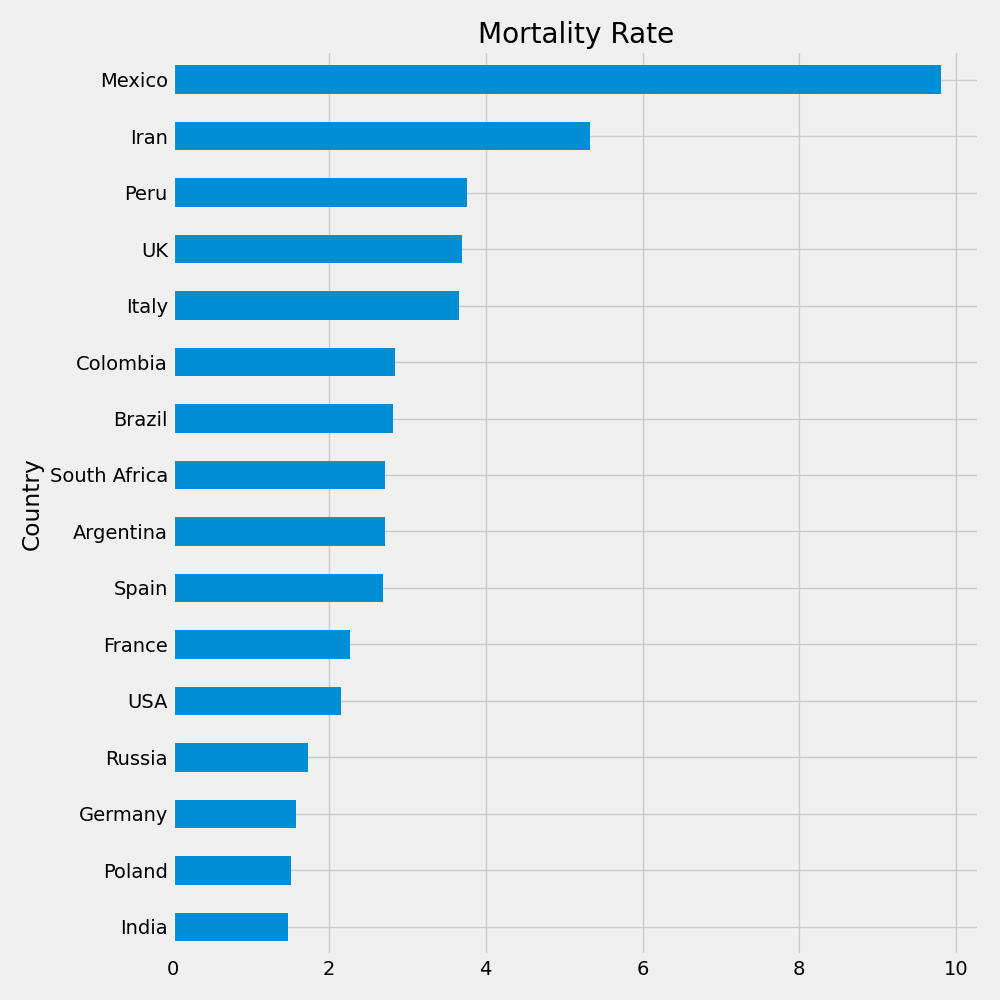 Mortality Rate
Mexico
Iran
Peru
UK
Italy
Colombia
Brazil
South Africa
Argentina
Spain
France
USA
Russia
Germany
Poland
India
Country
0 2 4 6 8 10